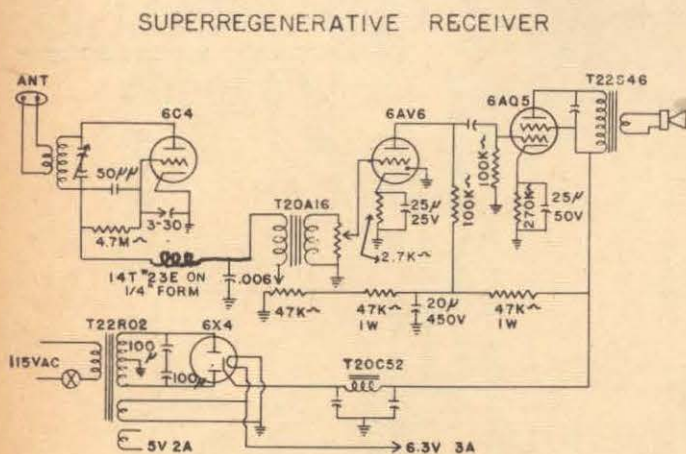 SUPERREGENERATIVE RECEIVER
ANT
6C4
50μμ
3-30
4.7M~
14T #23E ON
1/4" FORM
.006
T20A16
6AV6
25μ
25V
2.7K~
100K~
100K~
6AQ5
T22S46
270K~
25μ
50V
47K~
47K~
1W
20μ
450V
47K~
1W
T22R02
115VAC
100
μ
100μ
6X4
T20C52
5V 2A
6.3V 3A